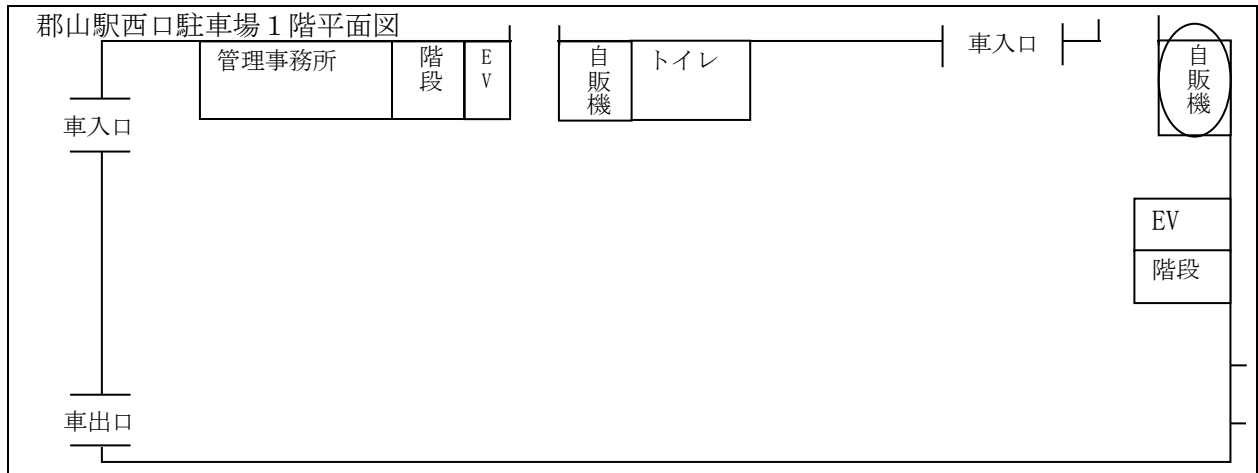 郡山駅西口駐車場１階平面図
管理事務所
階段
EV
自販機
トイレ
車入口
自販機
車入口
EV
階段
車出口